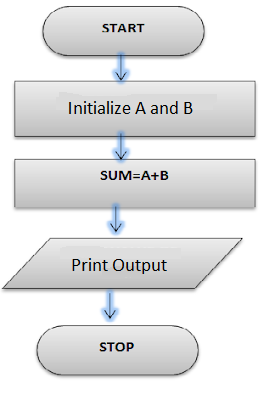 START
Initialize A and B
SUM=A+B
Print Output
STOP